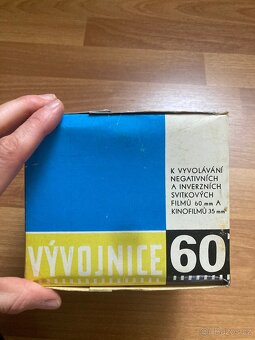 K VYVOLÁVÁNÍ
NEGATIVNÍCH
A INVERZNÍCH
SVITKOVÝCH
FILMŮ 60 mm A
KINOFILMŮ 35 mm
VÝVOJNICE 60